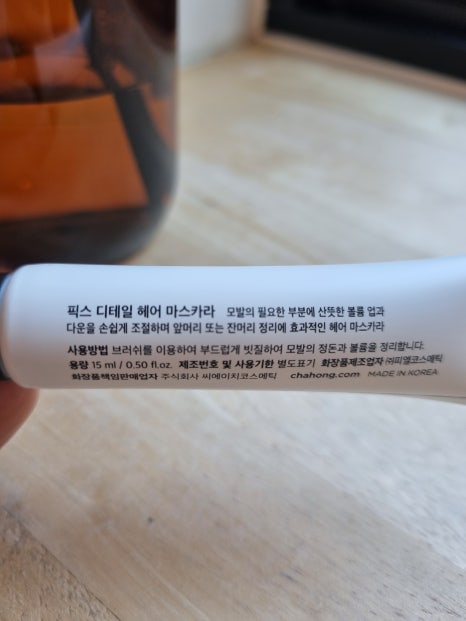 픽스 디테일 헤어 마스카라 모발의 필요한 부분에 산뜻한 볼륨 업과
다운을 손쉽게 조절하며 앞머리 또는 잔머리 정리에 효과적인 헤어 마스카라
사용방법 브러쉬를 이용하여 부드럽게 빗질하여 모발의 정돈과 볼륨을 정리합니다.
용량 15 ml / 0.50 fl.oz. 제조번호 및 사용기한 별도표기 화장품제조업자 ㈜피엘코스메틱
화장품책임판매업자 주식회사 씨에이치코스메틱 chahong.com MADE IN KOREA